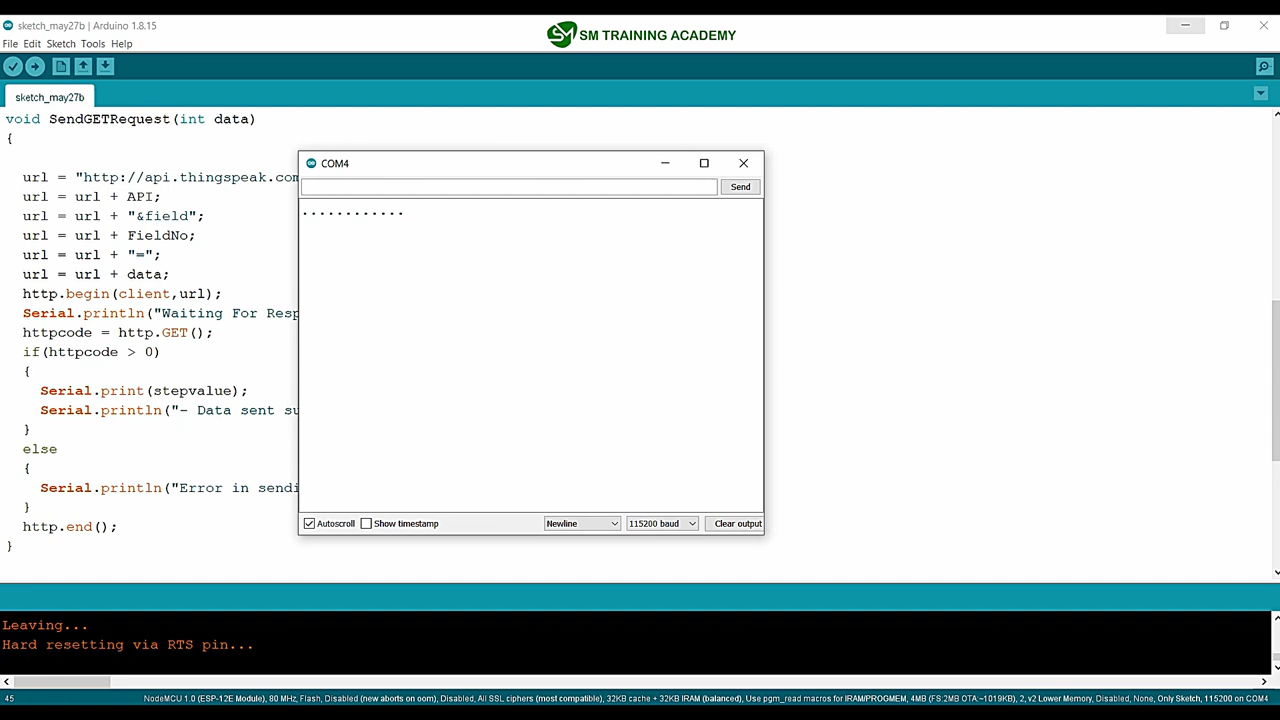 sketch_may27b | Arduino 1.8.15
SM TRAINING ACADEMY
File Edit Sketch Tools Help
sketch_may27b
void SendGETRequest(int data)
{
url = "http://api.thingspeak.com
url = url + API;
url = url + "&field";
url = url + FieldNo;
url = url + "=";
url = url + data;
http.begin(client,url);
Serial.println("Waiting For Resp
httpcode = http.GET();
if(httpcode > 0)
{
Serial.print(stepvalue);
Serial.println("- Data sent su
}
else
{
Serial.println("Error in sendi
}
http.end();
}
COM4
Send
............
Autoscroll Show timestamp Newline 115200 baud Clear output
Leaving...
Hard resetting via RTS pin...
45 NodeMCU 1.0 (ESP-12E Module), 80 MHz, Flash, Disabled (new aborts on oom), Disabled, All SSL ciphers (most compatible), 32KB cache + 32KB IRAM (balanced), Use pgm_read macros for IRAM/PROGMEM, 4MB (FS:2MB OTA:~1019KB), 2, v2 Lower Memory, Disabled, None, Only Sketch, 115200 on COM4